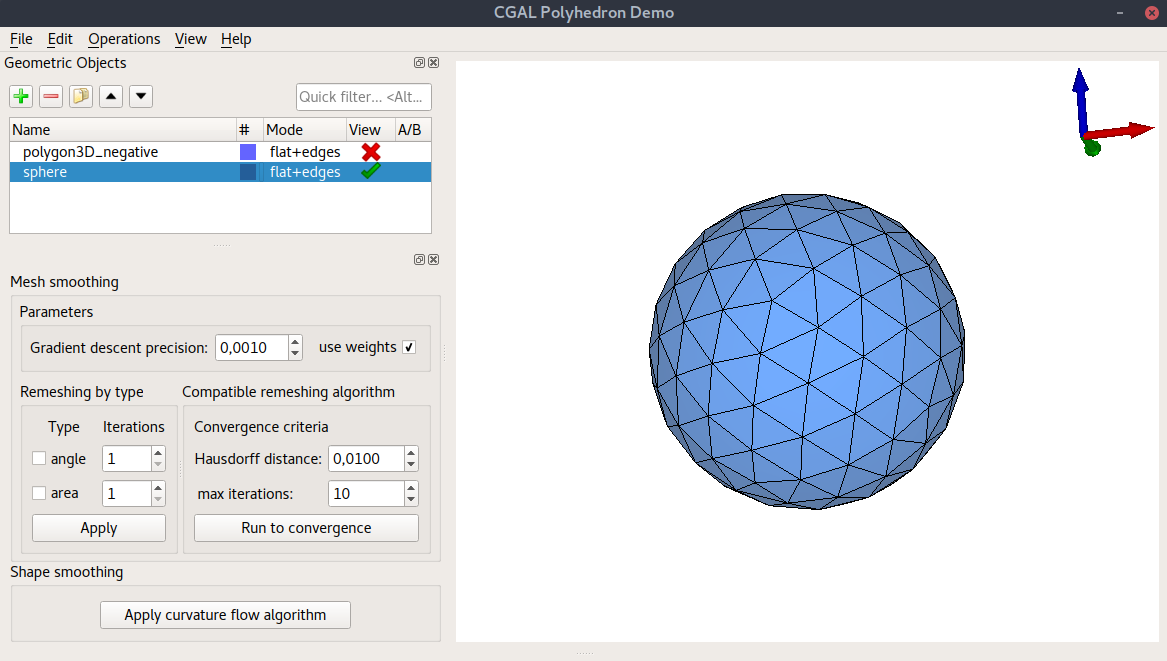 CGAL Polyhedron Demo
File Edit Operations View Help
Geometric Objects
Quick filter... <Alt...
Name # Mode View A/B
polygon3D_negative flat+edges
sphere flat+edges
Mesh smoothing
Parameters
Gradient descent precision: 0,0010 use weights
Remeshing by type Compatible remeshing algorithm
Type Iterations Convergence criteria
angle 1 Hausdorff distance: 0,0100
area 1 max iterations: 10
Apply Run to convergence
Shape smoothing
Apply curvature flow algorithm